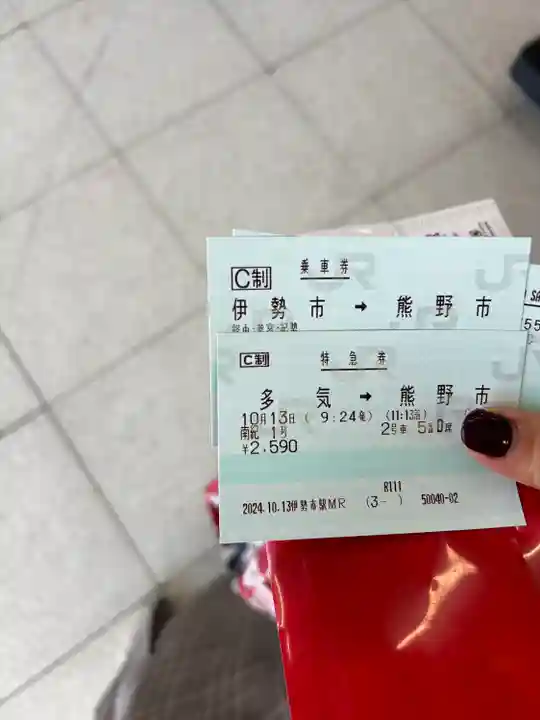 C制 乗車券
伊勢市 → 熊野市
C制 特急券
多気 → 熊野市
10月13日 ( 9:24発) (11:13着)
南紀 1号 2号車 5番D席
¥2,590
R111
2024.10.13伊勢市駅MR (3- ) 50040-02